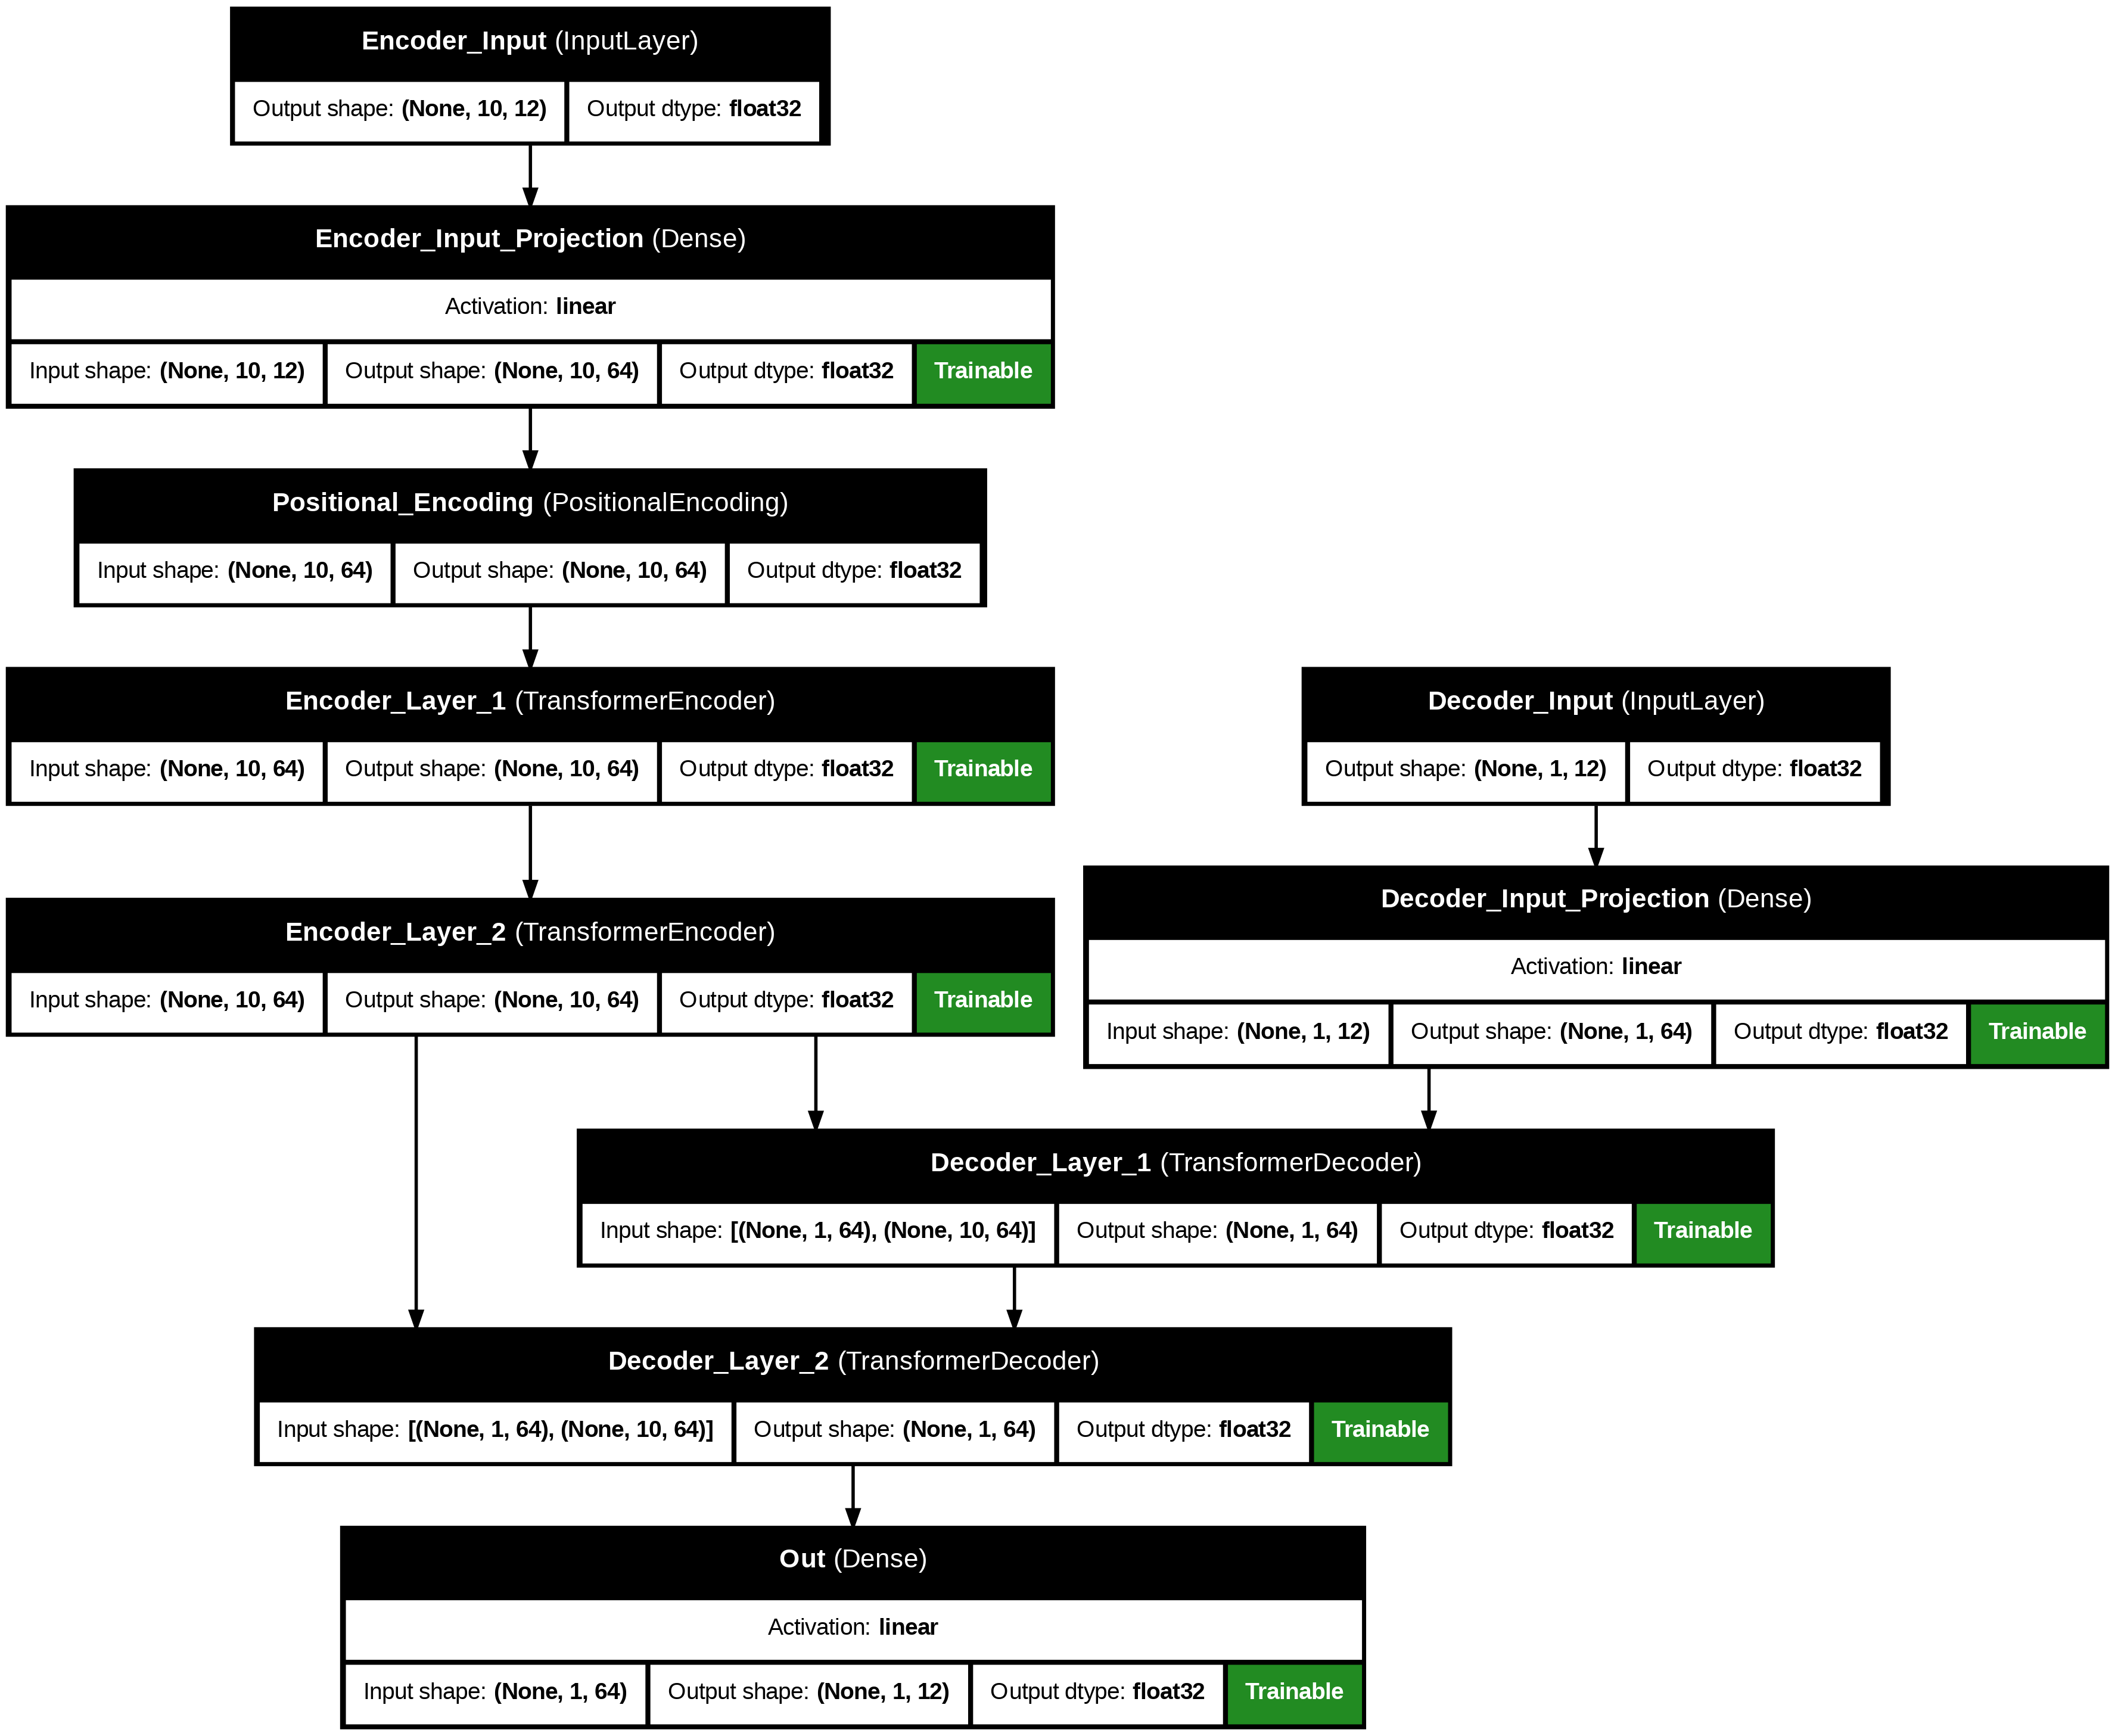 Encoder_Input (InputLayer)
Output shape: (None, 10, 12) Output dtype: float32
Encoder_Input_Projection (Dense)
Activation: linear
Input shape: (None, 10, 12) Output shape: (None, 10, 64) Output dtype: float32 Trainable
Positional_Encoding (PositionalEncoding)
Input shape: (None, 10, 64) Output shape: (None, 10, 64) Output dtype: float32
Encoder_Layer_1 (TransformerEncoder)
Input shape: (None, 10, 64) Output shape: (None, 10, 64) Output dtype: float32 Trainable
Decoder_Input (InputLayer)
Output shape: (None, 1, 12) Output dtype: float32
Encoder_Layer_2 (TransformerEncoder)
Input shape: (None, 10, 64) Output shape: (None, 10, 64) Output dtype: float32 Trainable
Decoder_Input_Projection (Dense)
Activation: linear
Input shape: (None, 1, 12) Output shape: (None, 1, 64) Output dtype: float32 Trainable
Decoder_Layer_1 (TransformerDecoder)
Input shape: [(None, 1, 64), (None, 10, 64)] Output shape: (None, 1, 64) Output dtype: float32 Trainable
Decoder_Layer_2 (TransformerDecoder)
Input shape: [(None, 1, 64), (None, 10, 64)] Output shape: (None, 1, 64) Output dtype: float32 Trainable
Out (Dense)
Activation: linear
Input shape: (None, 1, 64) Output shape: (None, 1, 12) Output dtype: float32 Trainable